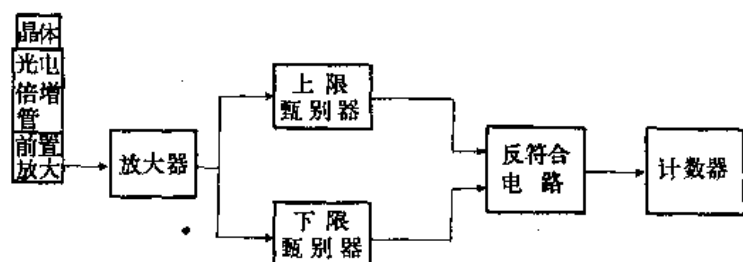 晶体
光电
倍增
管
前置
放大
放大器
上限
甄别器
下限
甄别器
反符合
电路
计数器